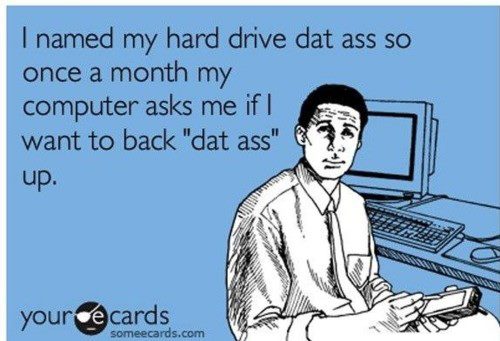 I named my hard drive dat ass so
once a month my
computer asks me if I
want to back "dat ass"
up.
your e cards
someecards.com